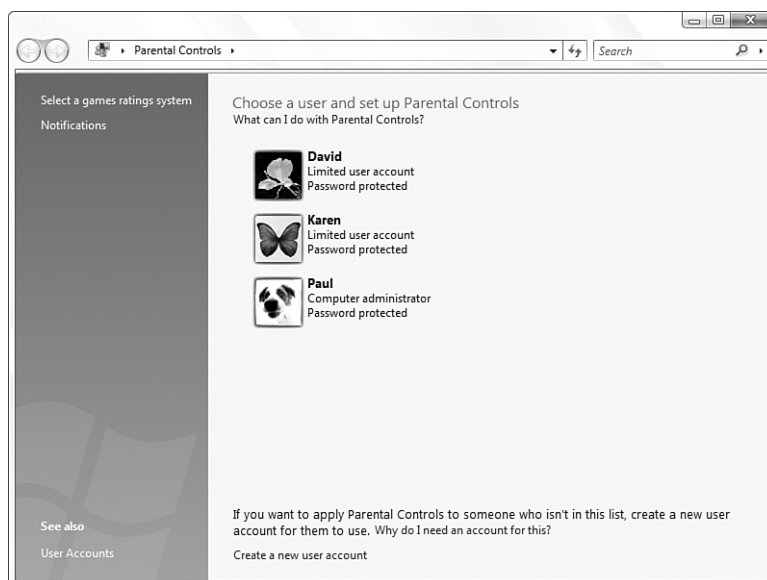 Parental Controls
Search
Select a games ratings system
Notifications
Choose a user and set up Parental Controls
What can I do with Parental Controls?
David
Limited user account
Password protected
Karen
Limited user account
Password protected
Paul
Computer administrator
Password protected
If you want to apply Parental Controls to someone who isn't in this list, create a new user
account for them to use. Why do I need an account for this?
Create a new user account
See also
User Accounts